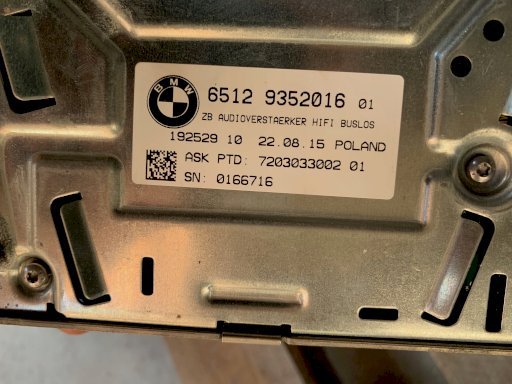 BMW
6512 9352016 01
ZB AUDIOVERSTAERKER HIFI BUSLOS
192529 10 22.08.15 POLAND
ASK PTD: 7203033002 01
SN: 0166716